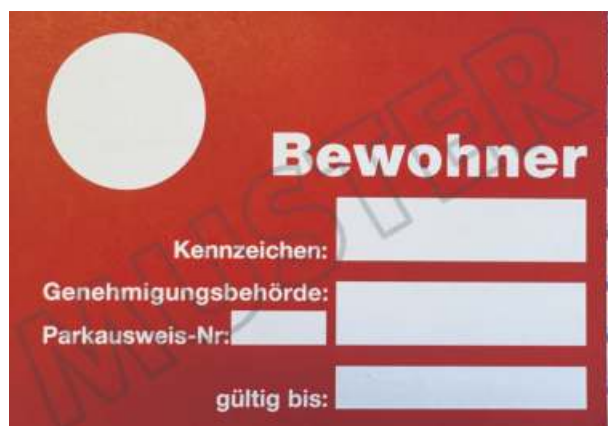 Bewohner
Kennzeichen:
Genehmigungsbehörde:
Parkausweis-Nr:
gültig bis:
MUSTER